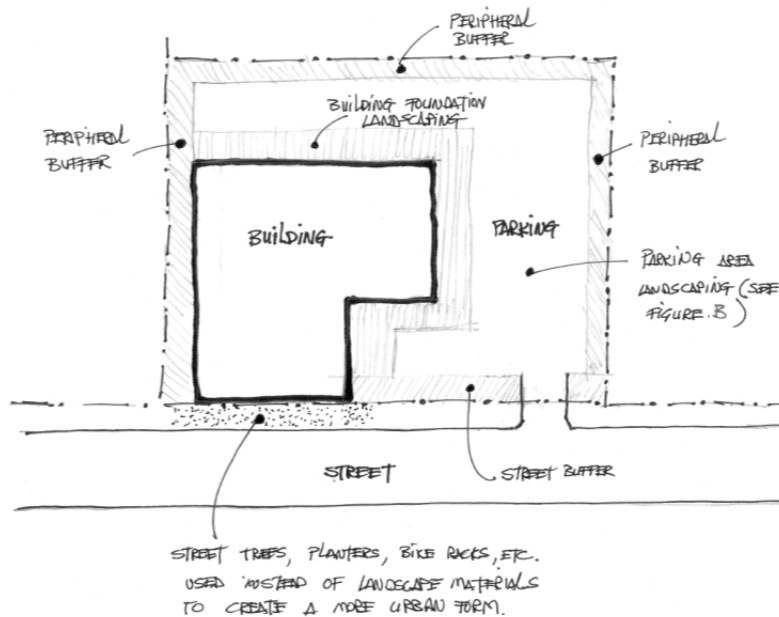 PERIPHERAL
BUFFER
BUILDING FOUNDATION
LANDSCAPING
PERIPHERAL
BUFFER
PERIPHERAL
BUFFER
BUILDING
PARKING
PARKING AREA
LANDSCAPING (SEE
FIGURE.B)
STREET
STREET BUFFER
STREET TREES, PLANTERS, BIKE RACKS, ETC.
USED INSTEAD OF LANDSCAPE MATERIALS
TO CREATE A MORE URBAN FORM.